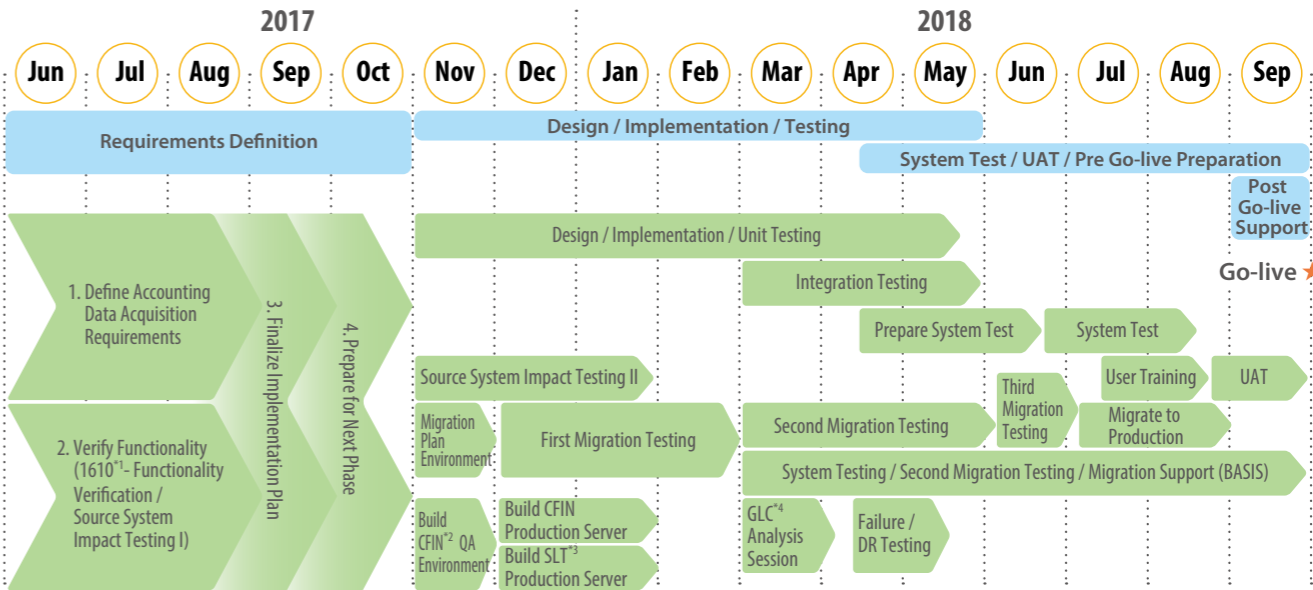 2017
2018
Jun Jul Aug Sep Oct Nov Dec Jan Feb Mar Apr May Jun Jul Aug Sep
Requirements Definition
Design / Implementation / Testing
System Test / UAT / Pre Go-live Preparation
Post
Go-live
Support
Go-live
1. Define Accounting
Data Acquisition
Requirements
2. Verify Functionality
(1610*1- Functionality
Verification /
Source System
Impact Testing I)
3. Finalize Implementation Plan
4. Prepare for Next Phase
Design / Implementation / Unit Testing
Integration Testing
Prepare System Test
System Test
Source System Impact Testing II
User Training
UAT
Migration
Plan
Environment
First Migration Testing
Second Migration Testing
Third
Migration
Testing
Migrate to
Production
System Testing / Second Migration Testing / Migration Support (BASIS)
Build
CFIN*2 QA
Environment
Build CFIN
Production Server
Build SLT*3
Production Server
GLC*4
Analysis
Session
Failure /
DR Testing